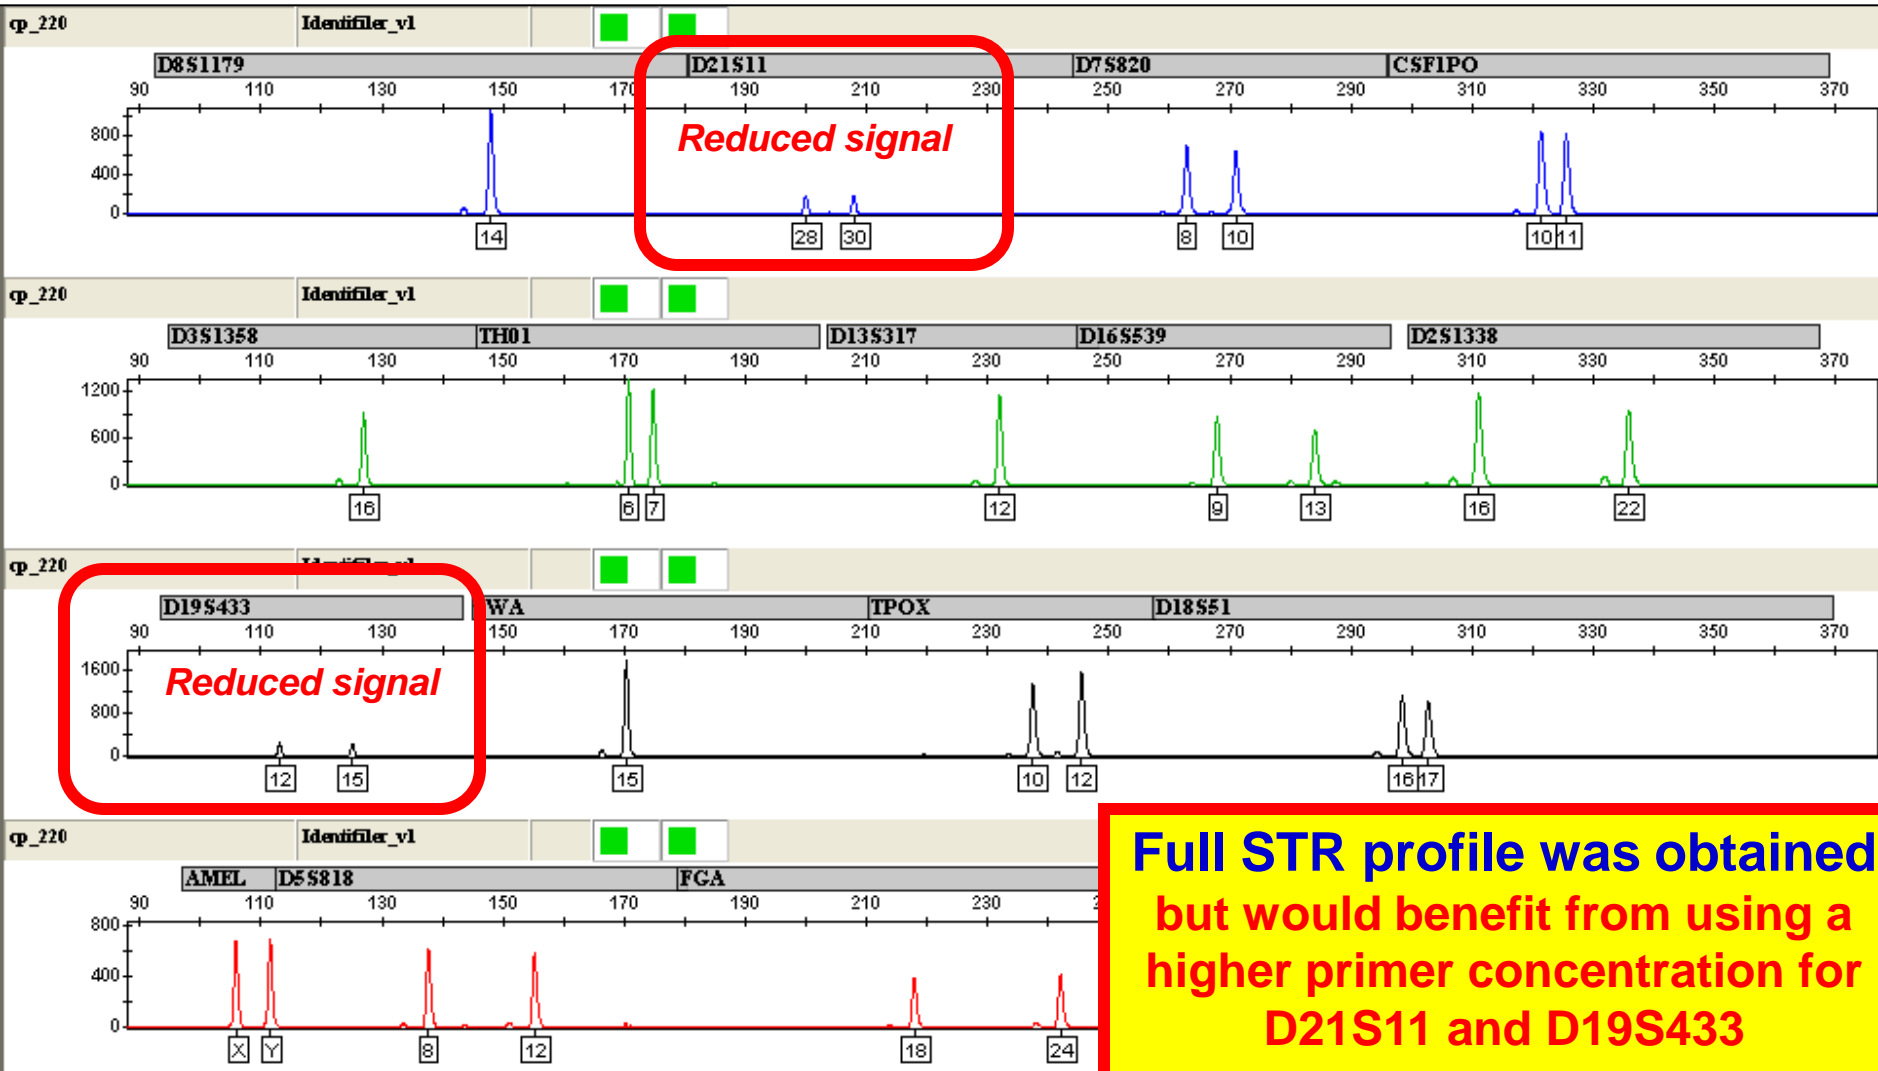 cp_220 Identifiler_v1
D8S1179 D21S11 D7S820 CSF1PO
90 110 130 150 170 190 210 230 250 270 290 310 330 350 370
Reduced signal
800
400
0
14 28 30 8 10 10 11
cp_220 Identifiler_v1
D3S1358 TH01 D13S317 D16S539 D2S1338
90 110 130 150 170 190 210 230 250 270 290 310 330 350 370
1200
600
0
16 6 7 12 9 13 16 22
cp_220 Identifiler_v1
D19S433 WA TPOX D18S51
90 110 130 150 170 190 210 230 250 270 290 310 330 350 370
Reduced signal
1600
800
0
12 15 15 10 12 16 17
cp_220 Identifiler_v1
AMEL D5S818 FGA
90 110 130 150 170 190 210 230
800
400
0
X Y 8 12 18 24
Full STR profile was obtained
but would benefit from using a
higher primer concentration for
D21S11 and D19S433